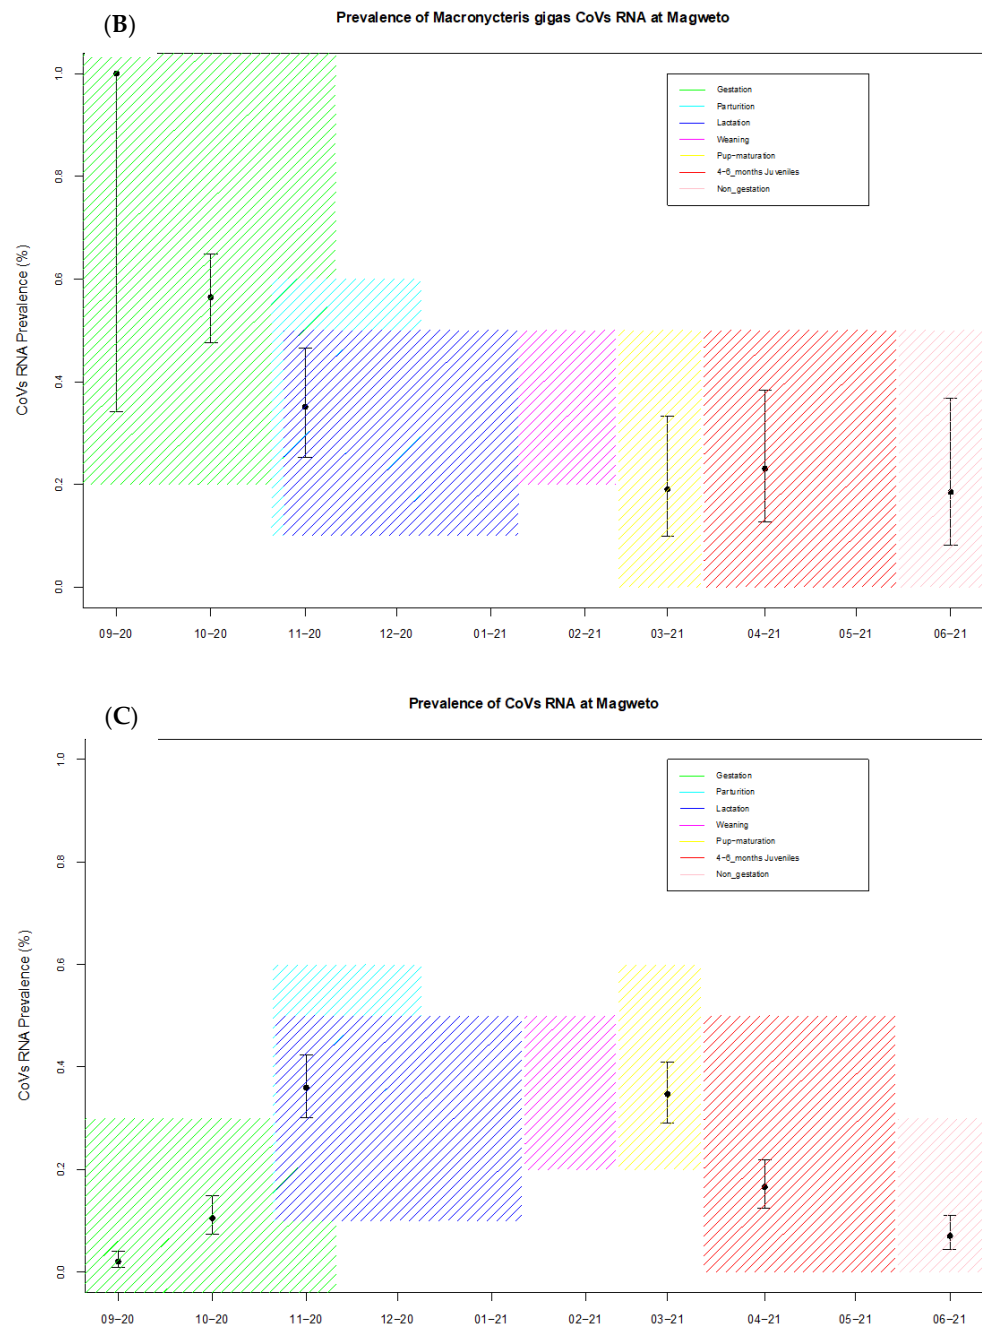 (B)
Prevalence of Macronycteris gigas CoVs RNA at Magweto
CoVs RNA Prevalence (%)
1.0
0.8
0.6
0.4
0.2
0.0
Gestation
Parturition
Lactation
Weaning
Pup-maturation
4-6_months Juveniles
Non_gestation
09-20 10-20 11-20 12-20 01-21 02-21 03-21 04-21 05-21 06-21
(C)
Prevalence of CoVs RNA at Magweto
CoVs RNA Prevalence (%)
1.0
0.8
0.6
0.4
0.2
0.0
Gestation
Parturition
Lactation
Weaning
Pup-maturation
4-6_months Juveniles
Non_gestation
09-20 10-20 11-20 12-20 01-21 02-21 03-21 04-21 05-21 06-21